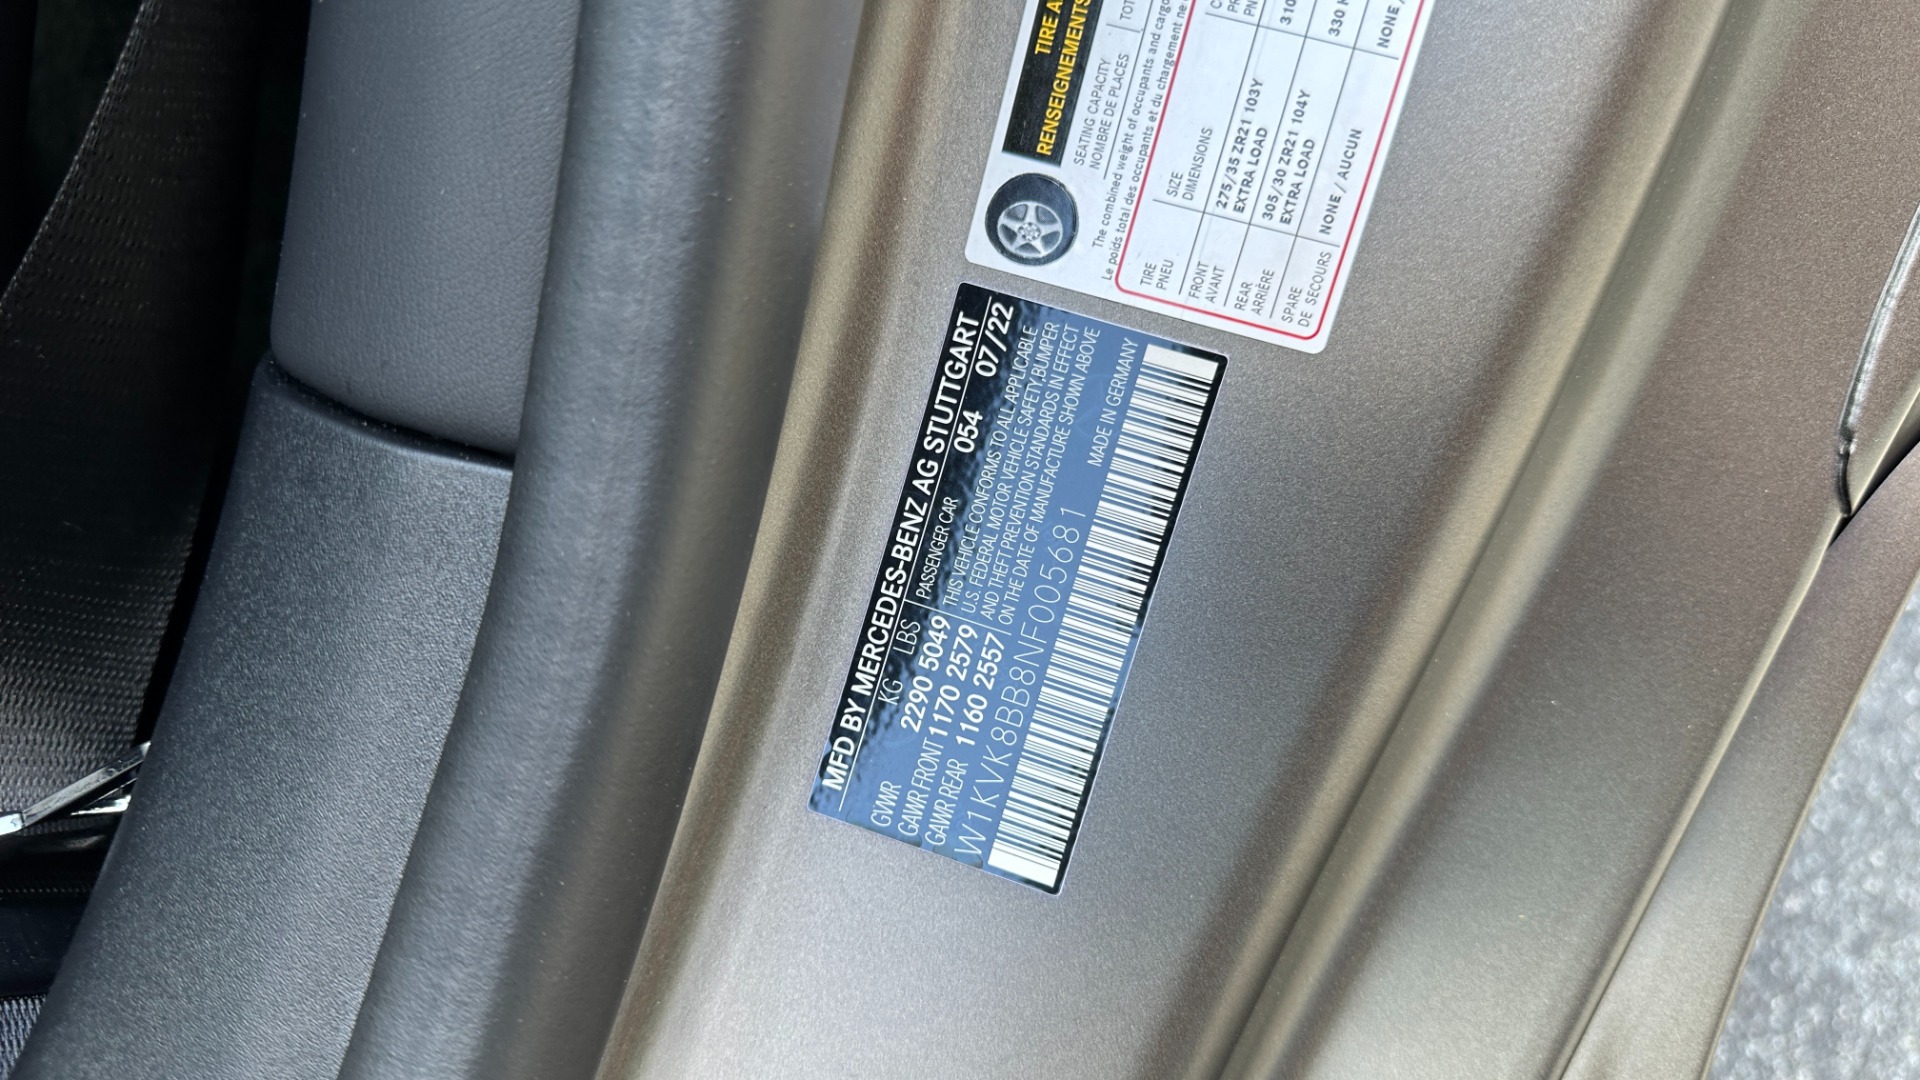 MFD BY MERCEDES-BENZ AG STUTTGART
KG LBS PASSENGER CAR 054 07/22
GVWR 2290 5049 THIS VEHICLE CONFORMS TO ALL APPLICABLE
GAWR FRONT 1170 2579 U.S. FEDERAL MOTOR VEHICLE SAFETY, BUMPER
GAWR REAR 1160 2557 AND THEFT PREVENTION STANDARDS IN EFFECT
ON THE DATE OF MANUFACTURE SHOWN ABOVE
W1KVK8BB8NF005681 MADE IN GERMANY
TIRE
RENSEIGNEMENTS
SEATING CAPACITY
NOMBRE DE PLACES
The combined weight of occupants and cargo
Le poids total des occupants et du chargement ne
TIRE SIZE
PNEU DIMENSIONS
FRONT 275/35 ZR21 103Y
AVANT EXTRA LOAD
REAR 305/30 ZR21 104Y 330
ARRIÈRE EXTRA LOAD
SPARE NONE / AUCUN NONE /
DE SECOURS